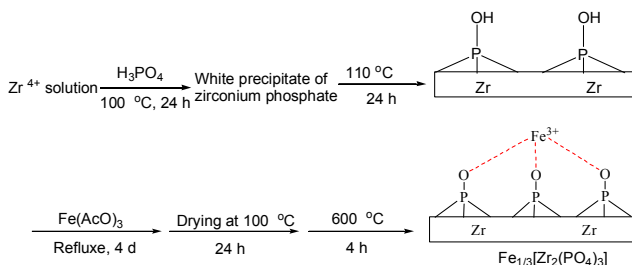 OH OH
P P
Zr Zr
Zr 4+ solution
H3PO4
100 °C, 24 h
White precipitate of
zirconium phosphate
110 °C
24 h
Fe3+
O O O
P P P
Zr Zr
Fe(AcO)3
Refluxe, 4 d
Drying at 100 °C
24 h
600 °C
4 h
Fe1/3[Zr2(PO4)3]